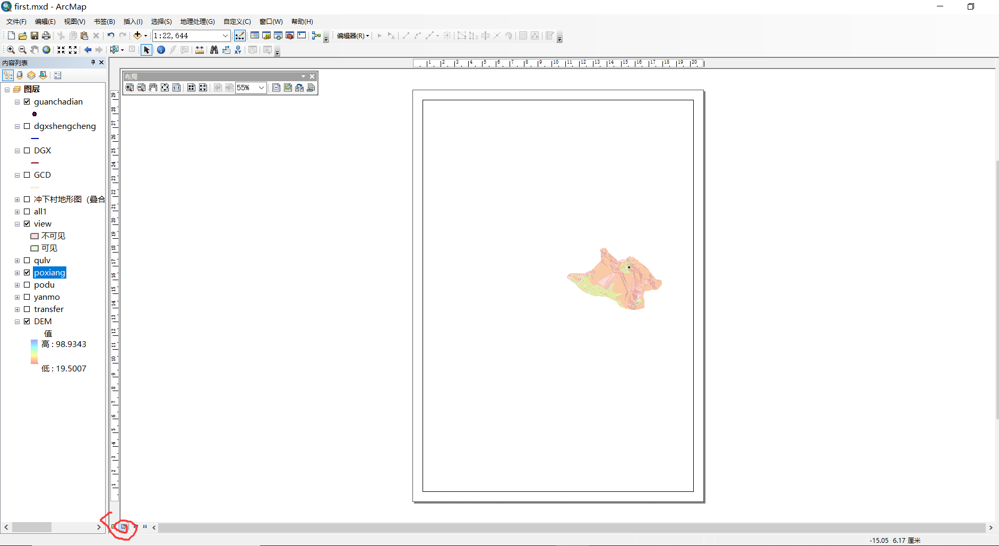 first.mxd - ArcMap
文件(F) 编辑(E) 视图(V) 书签(B) 插入(I) 选择(S) 地理处理(G) 自定义(C) 窗口(W) 帮助(H)
1:22,644 编辑器(R)
XY
内容列表
布局
1:1 55%
图层
guanchadian
dgxshengcheng
DGX
GCD
冲下村地形图 (叠合
all1
view
不可见
可见
qulv
poxiang
podu
yanmo
transfer
DEM
值
高 : 98.9343
低 : 19.5007
1 2 3 4 5 6 7 8 9 10 11 12 13 14 15 16 17 18 19 20
29
28
27
26
25
24
23
22
21
20
19
18
17
16
15
14
13
12
11
10
9
8
7
6
5
4
3
2
1
-15.05 6.17 厘米